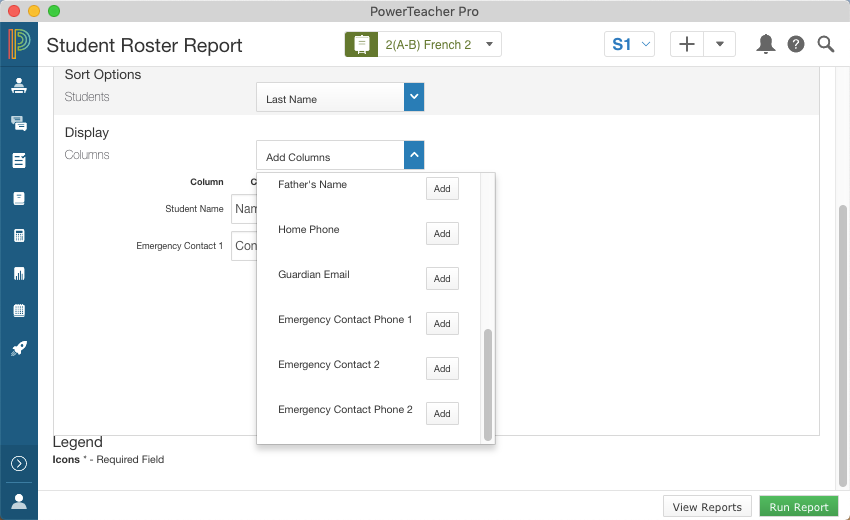 PowerTeacher Pro
Student Roster Report
2(A-B) French 2
S1
Sort Options
Students
Last Name
Display
Columns
Add Columns
Column
C
Student Name
Nam
Emergency Contact 1
Con
Father's Name
Add
Home Phone
Add
Guardian Email
Add
Emergency Contact Phone 1
Add
Emergency Contact 2
Add
Emergency Contact Phone 2
Add
Legend
Icons * - Required Field
View Reports
Run Report